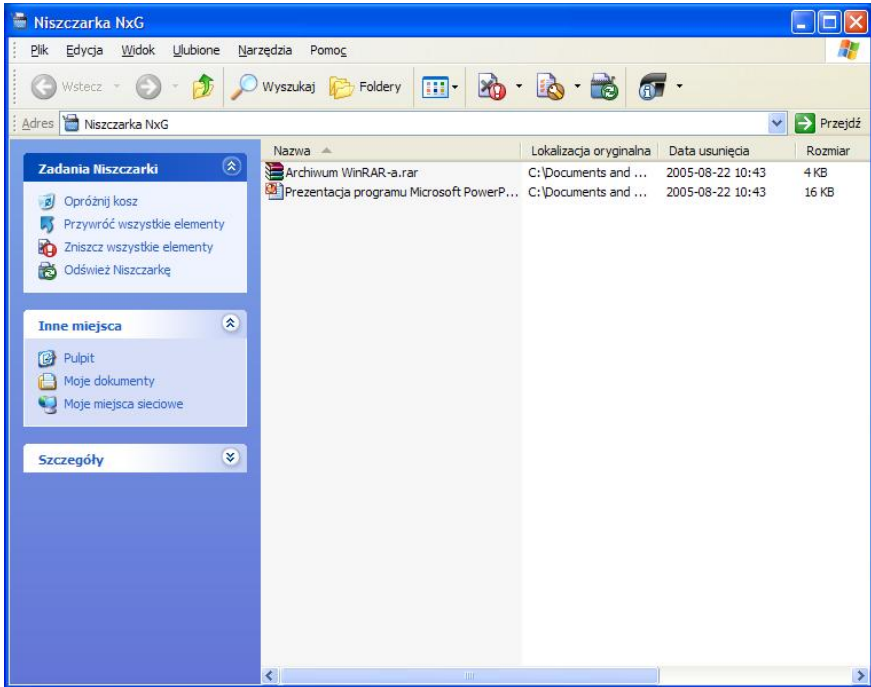 Niszczarka NxG
Plik Edycja Widok Ulubione Narzędzia Pomoc
Wstecz Wyszukaj Foldery
Adres Niszczarka NxG Przejdź
Zadania Niszczarki
Opróżnij kosz
Przywróć wszystkie elementy
Zniszcz wszystkie elementy
Odśwież Niszczarkę
Inne miejsca
Pulpit
Moje dokumenty
Moje miejsca sieciowe
Szczegóły
Nazwa Lokalizacja oryginalna Data usunięcia Rozmiar
Archiwum WinRAR-a.rar C:\Documents and ... 2005-08-22 10:43 4 KB
Prezentacja programu Microsoft PowerP... C:\Documents and ... 2005-08-22 10:43 16 KB